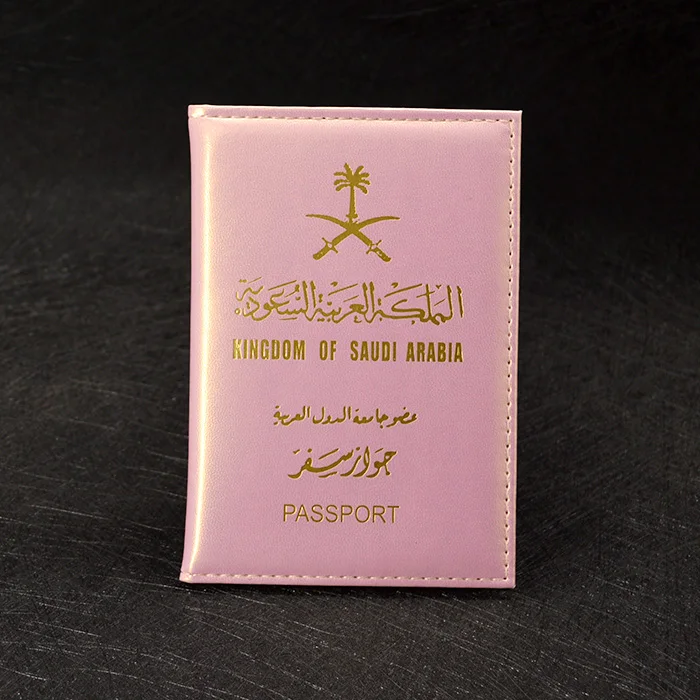 المملكة العربية السعودية
KINGDOM OF SAUDI ARABIA
عضو جامعة الدول العربية
جواز سفر
PASSPORT